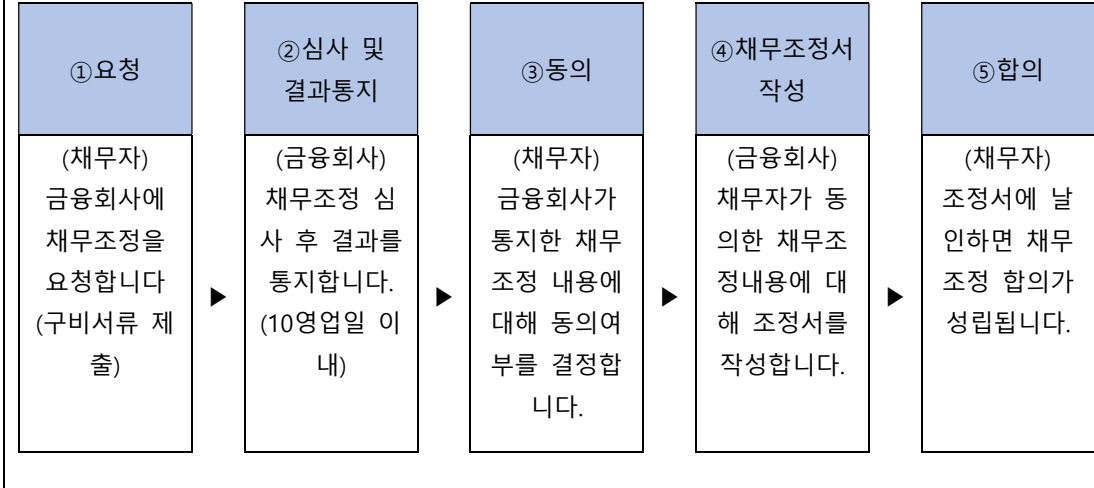 ①요청
②심사 및
결과통지
③동의
④채무조정서
작성
⑤합의
(채무자)
금융회사에
채무조정을
요청합니다
(구비서류 제
출)
▶
(금융회사)
채무조정 심
사 후 결과를
통지합니다.
(10영업일 이
내)
▶
(채무자)
금융회사가
통지한 채무
조정 내용에
대해 동의여
부를 결정합
니다.
▶
(금융회사)
채무자가 동
의한 채무조
정내용에 대
해 조정서를
작성합니다.
▶
(채무자)
조정서에 날
인하면 채무
조정 합의가
성립됩니다.